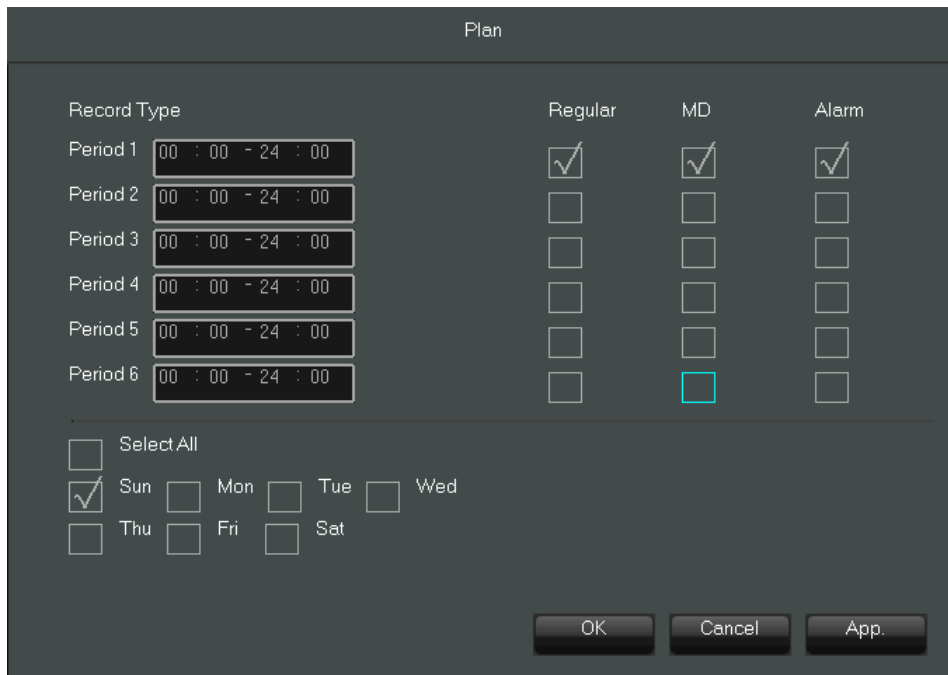 Plan
Record Type Regular MD Alarm
Period 1 00 : 00 - 24 : 00
Period 2 00 : 00 - 24 : 00
Period 3 00 : 00 - 24 : 00
Period 4 00 : 00 - 24 : 00
Period 5 00 : 00 - 24 : 00
Period 6 00 : 00 - 24 : 00
Select All
Sun Mon Tue Wed
Thu Fri Sat
OK Cancel App.